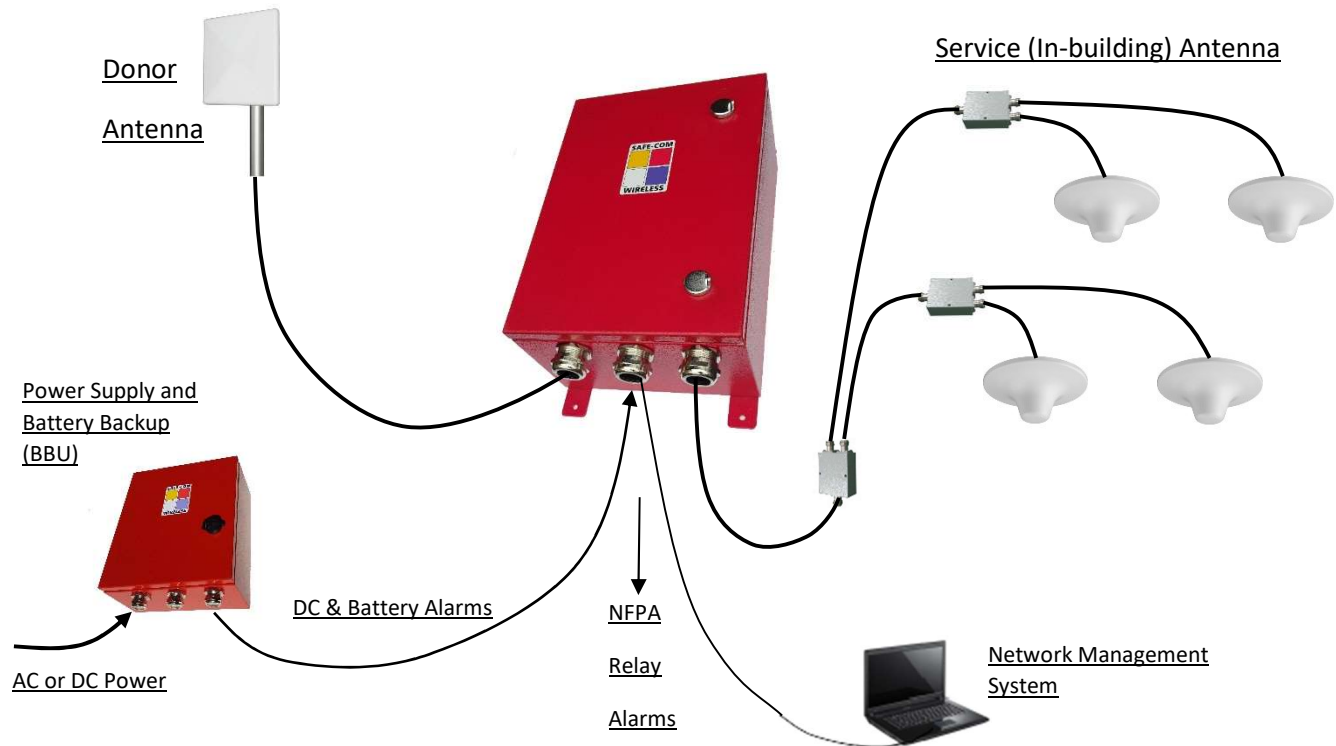 Donor
Antenna
Service (In-building) Antenna
SAFE-COM
WIRELESS
Power Supply and
Battery Backup
(BBU)
WIRELESS
DC & Battery Alarms
AC or DC Power
NFPA
Relay
Alarms
Network Management
System